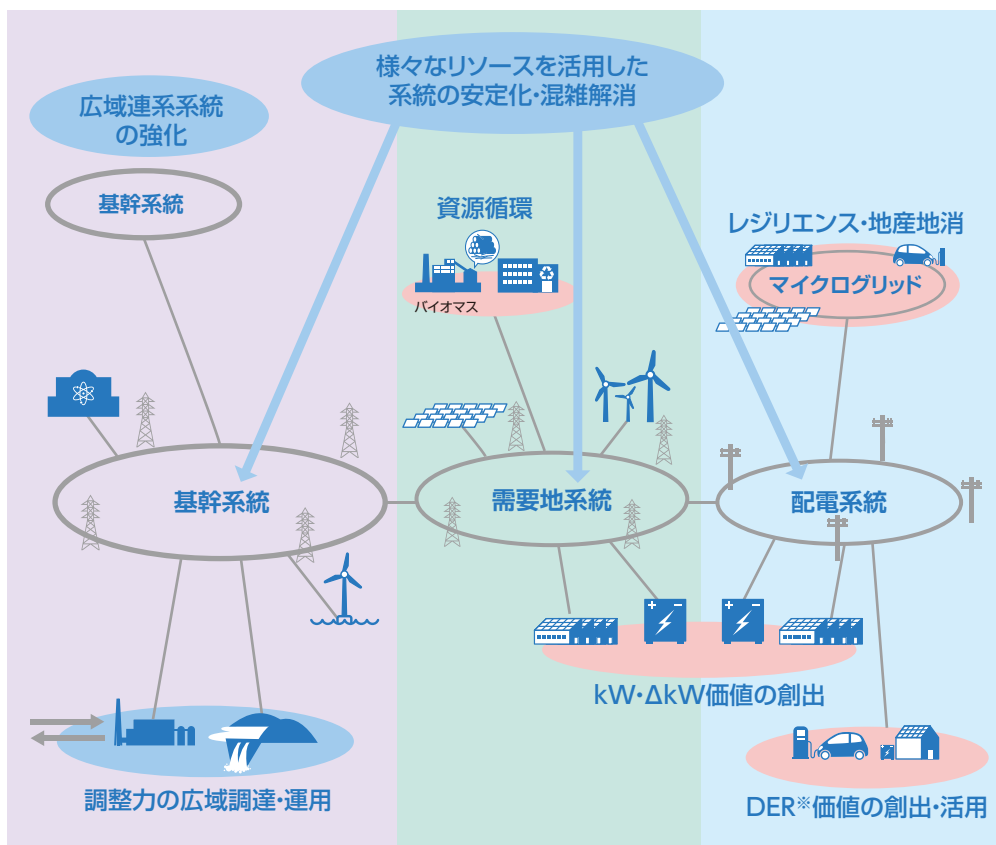 様々なリソースを活用した
系統の安定化・混雑解消
広域連系系統
の強化
基幹系統
資源循環
バイオマス
レジリエンス・地産地消
マイクログリッド
基幹系統
需要地系統
配電系統
kW・ΔkW価値の創出
調整力の広域調達・運用
DER※価値の創出・活用